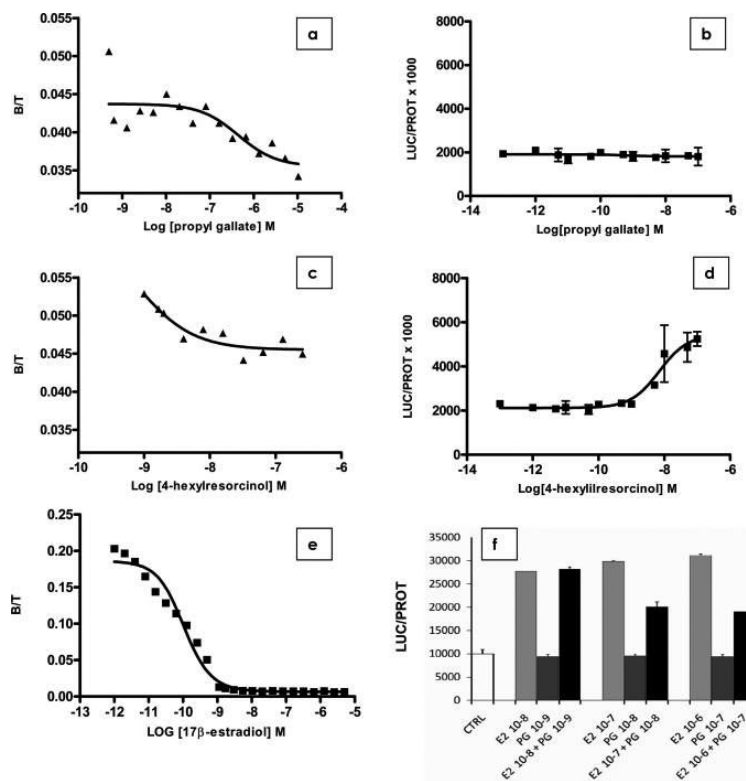 a
0.055
0.050
0.045
0.040
0.035
B/T
-10 -9 -8 -7 -6 -5 -4
Log [propyl gallate] M
b
8000
6000
4000
2000
0
LUC/PROT x 1000
-14 -12 -10 -8 -6
Log[propyl gallate] M
c
0.055
0.050
0.045
0.040
0.035
B/T
-10 -9 -8 -7 -6
Log [4-hexylresorcinol] M
d
8000
6000
4000
2000
0
LUC/PROT x 1000
-14 -12 -10 -8 -6
Log[4-hexylilresorcinol] M
e
0.25
0.20
0.15
0.10
0.05
0.00
B/T
-12 -11 -10 -9 -8 -7 -6 -5
LOG [17β-estradiol] M
f
35000
30000
25000
20000
15000
10000
5000
0
LUC/PROT
CTRL
E2 10-8
PG 10-9
E2 10-8 + PG 10-9
E2 10-7
PG 10-8
E2 10-7 + PG 10-8
E2 10-6
PG 10-7
E2 10-6 + PG 10-7